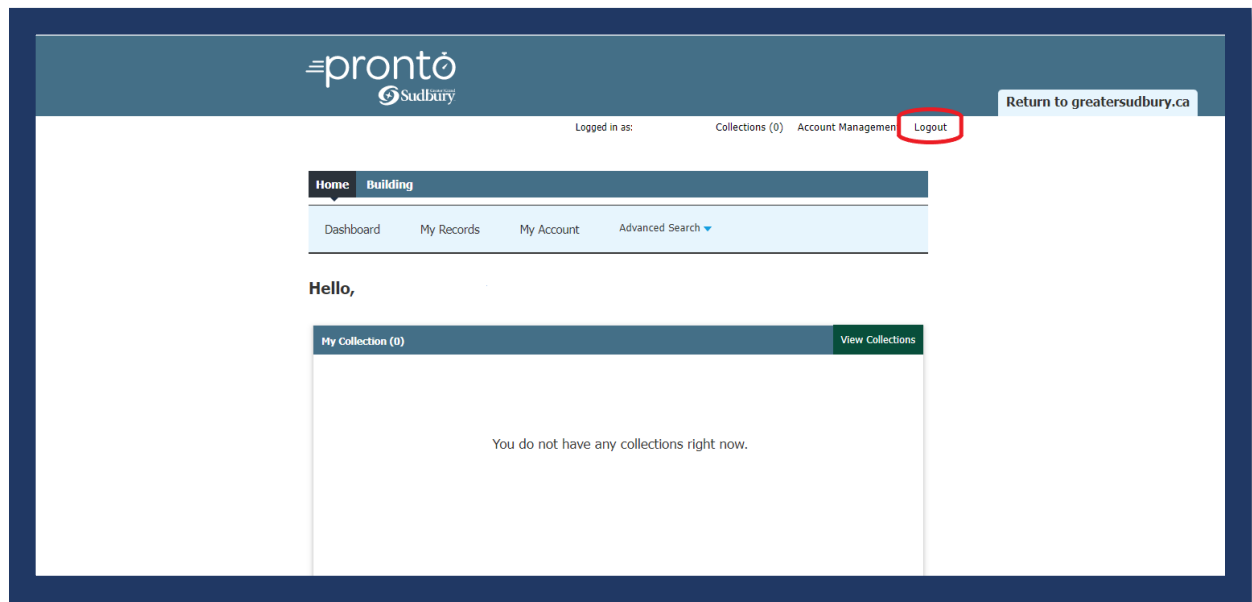 pronto
Sudbury
Return to greatersudbury.ca
Logged in as: Collections (0) Account Management Logout
Home Building
Dashboard My Records My Account Advanced Search
Hello,
My Collection (0) View Collections
You do not have any collections right now.